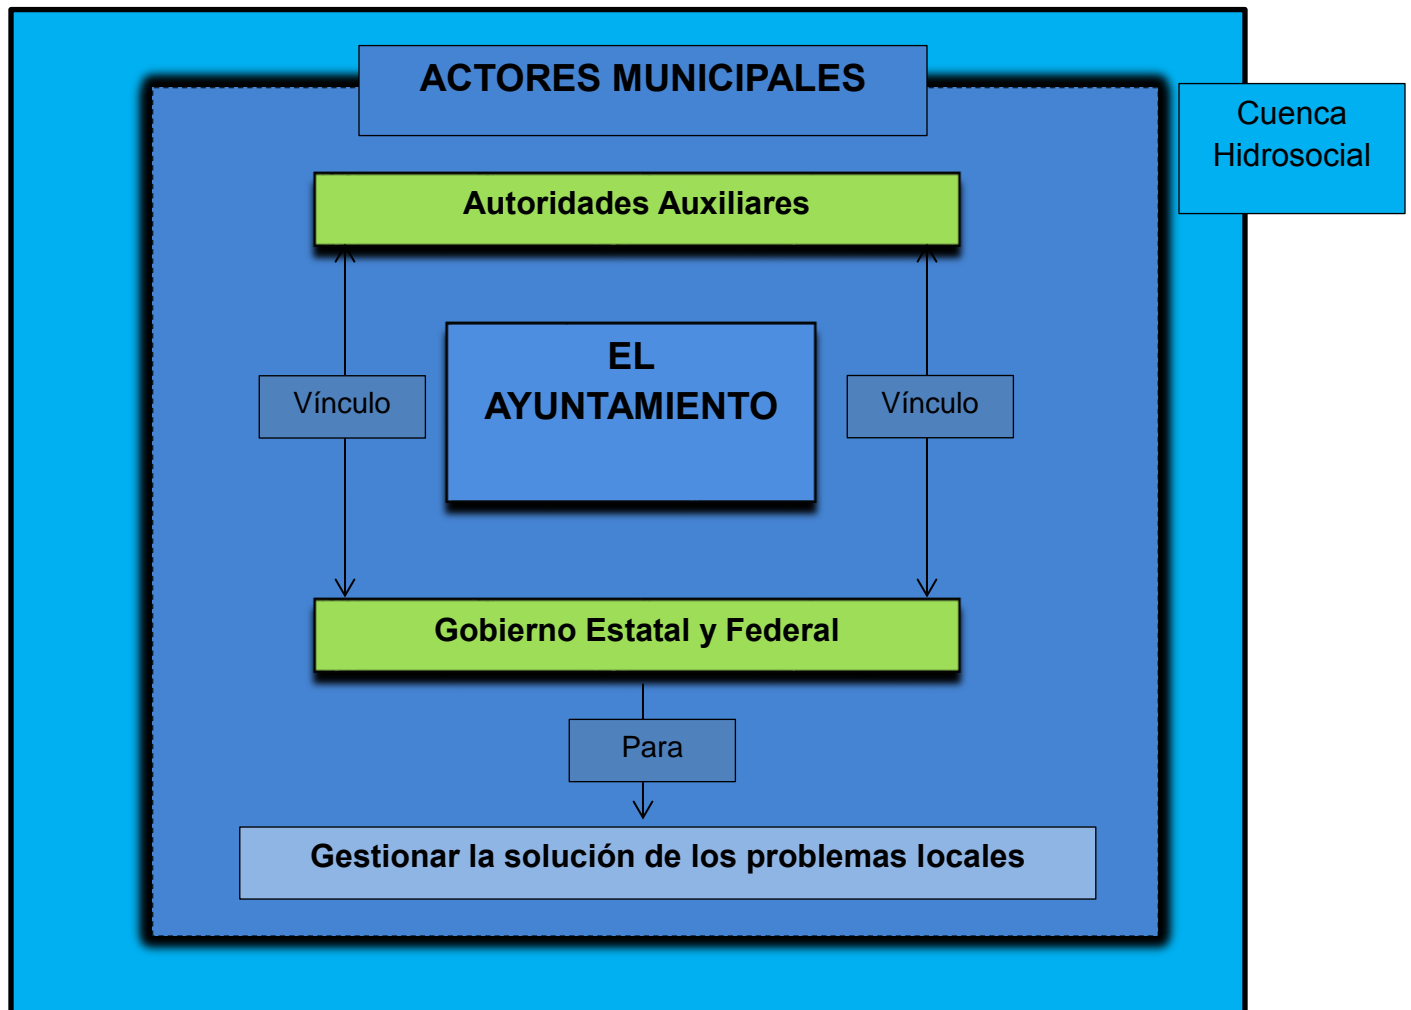 ACTORES MUNICIPALES
Cuenca
Hidrosocial
Autoridades Auxiliares
EL
AYUNTAMIENTO
Vínculo
Vínculo
Gobierno Estatal y Federal
Para
Gestionar la solución de los problemas locales